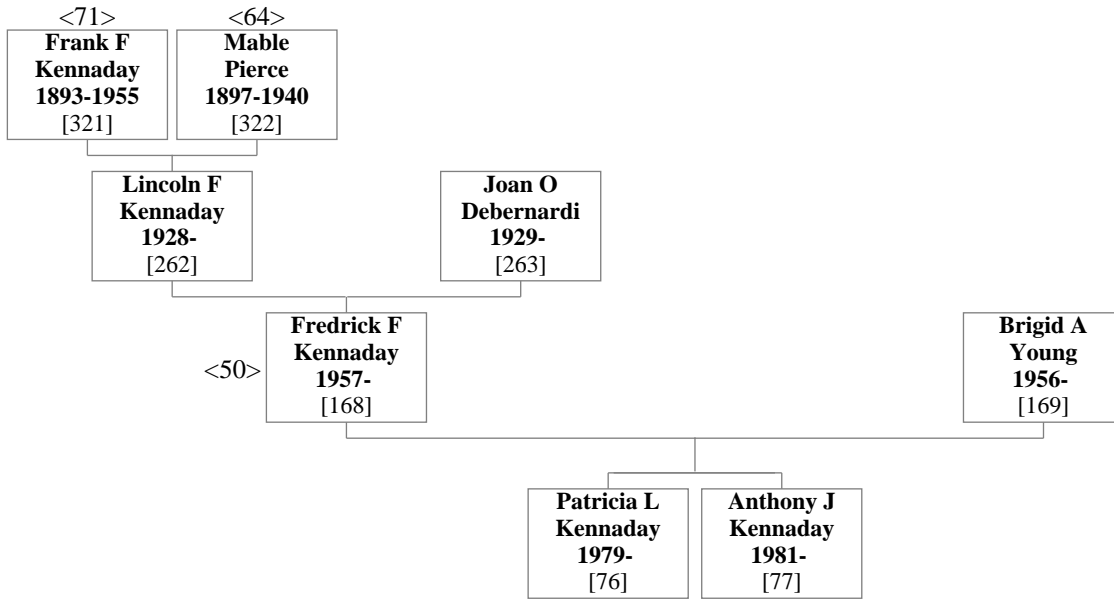 <71>
<64>
Frank F
Kennaday
1893-1955
[321]
Mable
Pierce
1897-1940
[322]
Lincoln F
Kennaday
1928-
[262]
Joan O
Debernardi
1929-
[263]
<50>
Fredrick F
Kennaday
1957-
[168]
Brigid A
Young
1956-
[169]
Patricia L
Kennaday
1979-
[76]
Anthony J
Kennaday
1981-
[77]